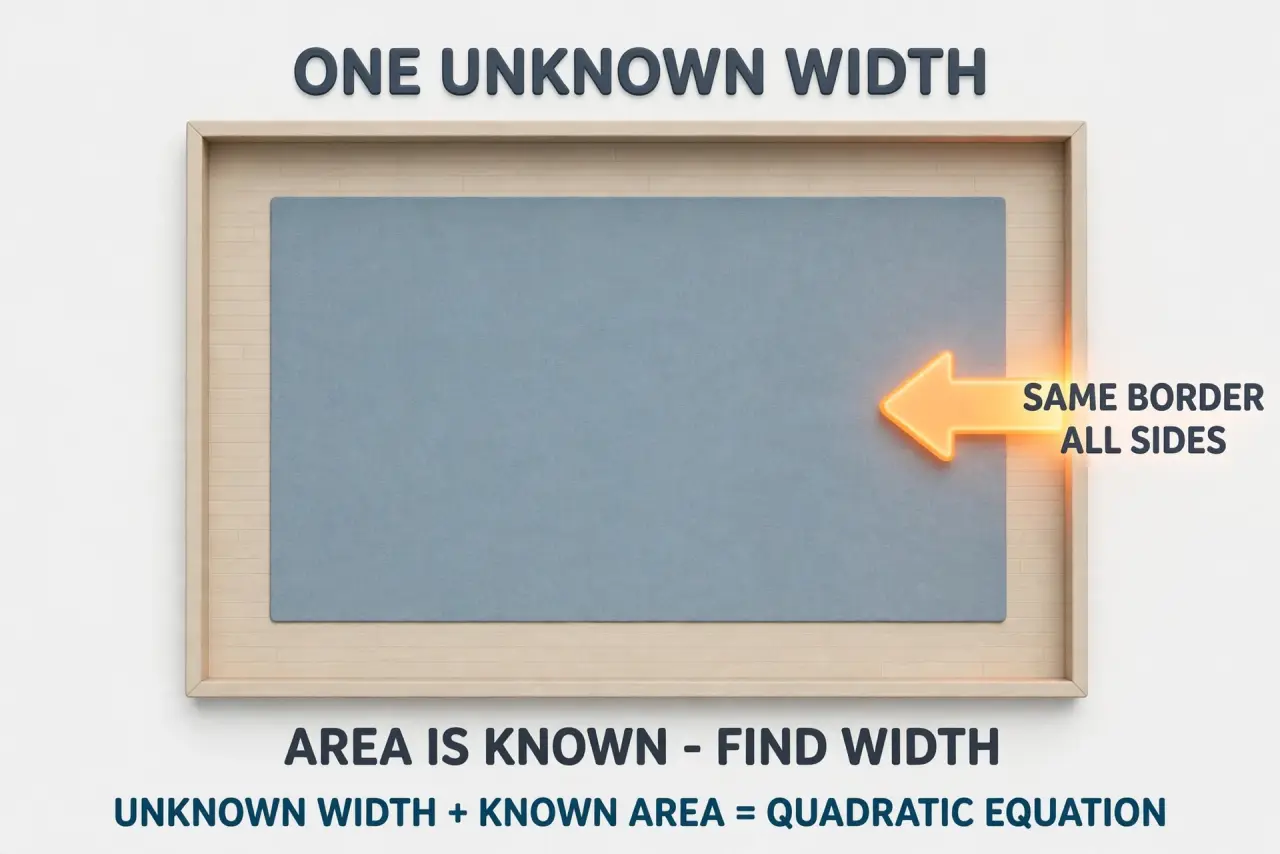 ONE UNKNOWN WIDTH
SAME BORDER
ALL SIDES
AREA IS KNOWN - FIND WIDTH
UNKNOWN WIDTH + KNOWN AREA = QUADRATIC EQUATION